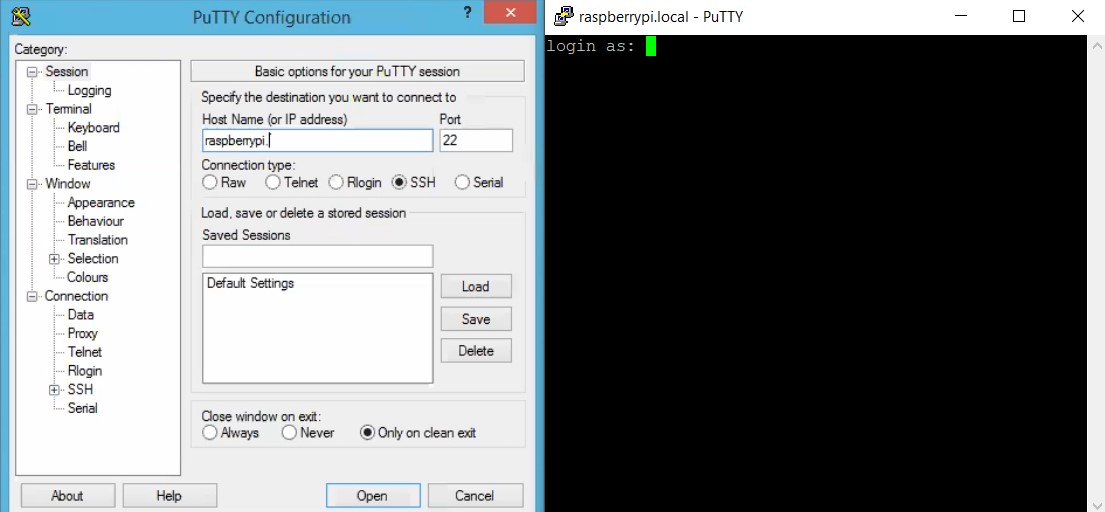 PuTTY Configuration
?
Category:
Session
Logging
Terminal
Keyboard
Bell
Features
Window
Appearance
Behaviour
Translation
Selection
Colours
Connection
Data
Proxy
Telnet
Rlogin
SSH
Serial
Basic options for your PuTTY session
Specify the destination you want to connect to
Host Name (or IP address) Port
raspberrypi. 22
Connection type:
Raw Telnet Rlogin SSH Serial
Load, save or delete a stored session
Saved Sessions
Default Settings
Load
Save
Delete
Close window on exit:
Always Never Only on clean exit
About Help Open Cancel
raspberrypi.local - PuTTY
login as: